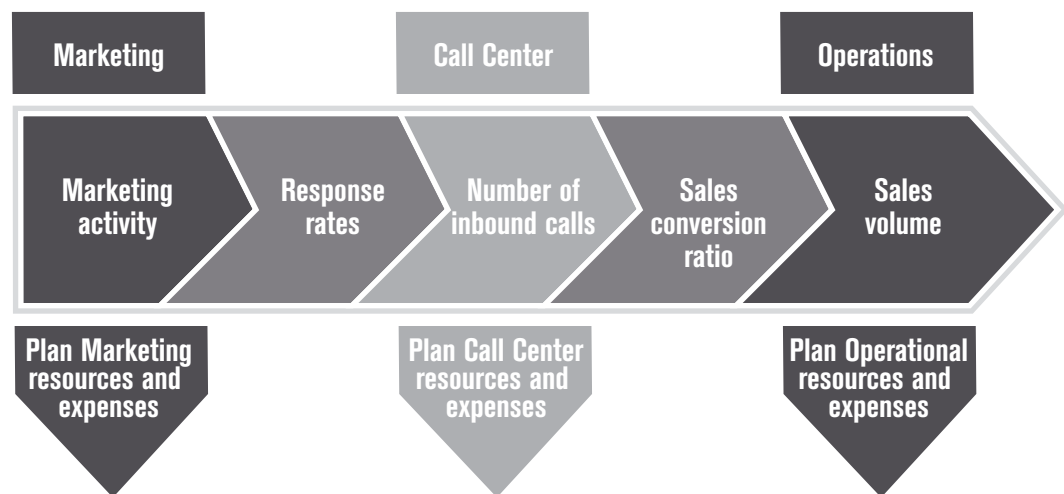 Marketing
Call Center
Operations
Marketing
activity
Response
rates
Number of
inbound calls
Sales
conversion
ratio
Sales
volume
Plan Marketing
resources and
expenses
Plan Call Center
resources and
expenses
Plan Operational
resources and
expenses